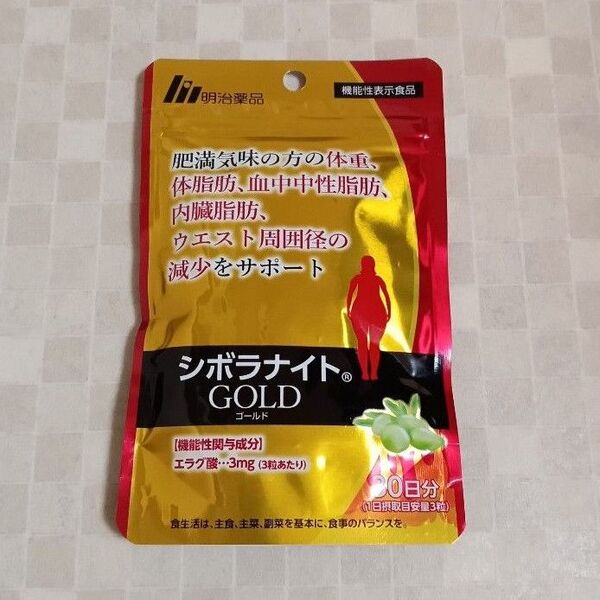 明治薬品
機能性表示食品
肥満気味の方の体重、
体脂肪、血中中性脂肪、
内臓脂肪、
ウエスト周囲径の
減少をサポート
シボラナイト®
GOLD
ゴールド
【機能性関与成分】
エラグ酸…3mg (3粒あたり)
30日分
(1日摂取目安量3粒)
食生活は、主食、主菜、副菜を基本に、食事のバランスを。